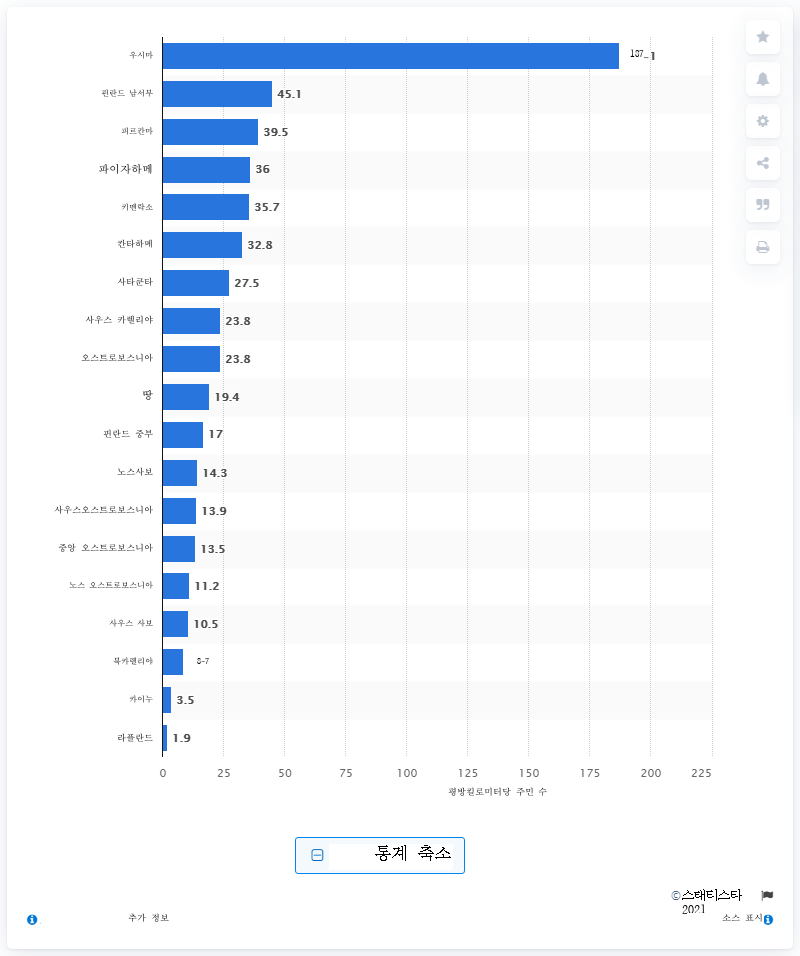 우시마 187_1
핀란드 남서부 45.1
피르칸마 39.5
파이자하메 36
키멘락소 35.7
칸타하메 32.8
사타쿤타 27.5
사우스 카렐리야 23.8
오스트로보스니아 23.8
땅 19.4
핀란드 중부 17
노스사보 14.3
사우스오스트로보스니아 13.9
중앙 오스트로보스니아 13.5
노스 오스트로보스니아 11.2
사우스 사보 10.5
북카렐리야 8-7
카이누 3.5
라플란드 1.9
0 25 50 75 100 125 150 175 200 225
평방킬로미터당 주민 수
통계 축소
©스태티스타
2021
추가 정보 소스 표시